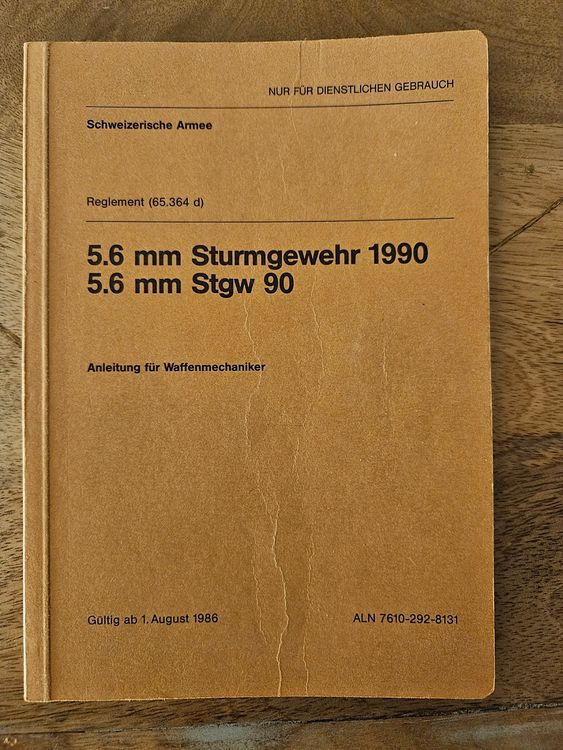 NUR FÜR DIENSTLICHEN GEBRAUCH
Schweizerische Armee
Reglement (65.364 d)
5.6 mm Sturmgewehr 1990
5.6 mm Stgw 90
Anleitung für Waffenmechaniker
Gültig ab 1. August 1986
ALN 7610-292-8131